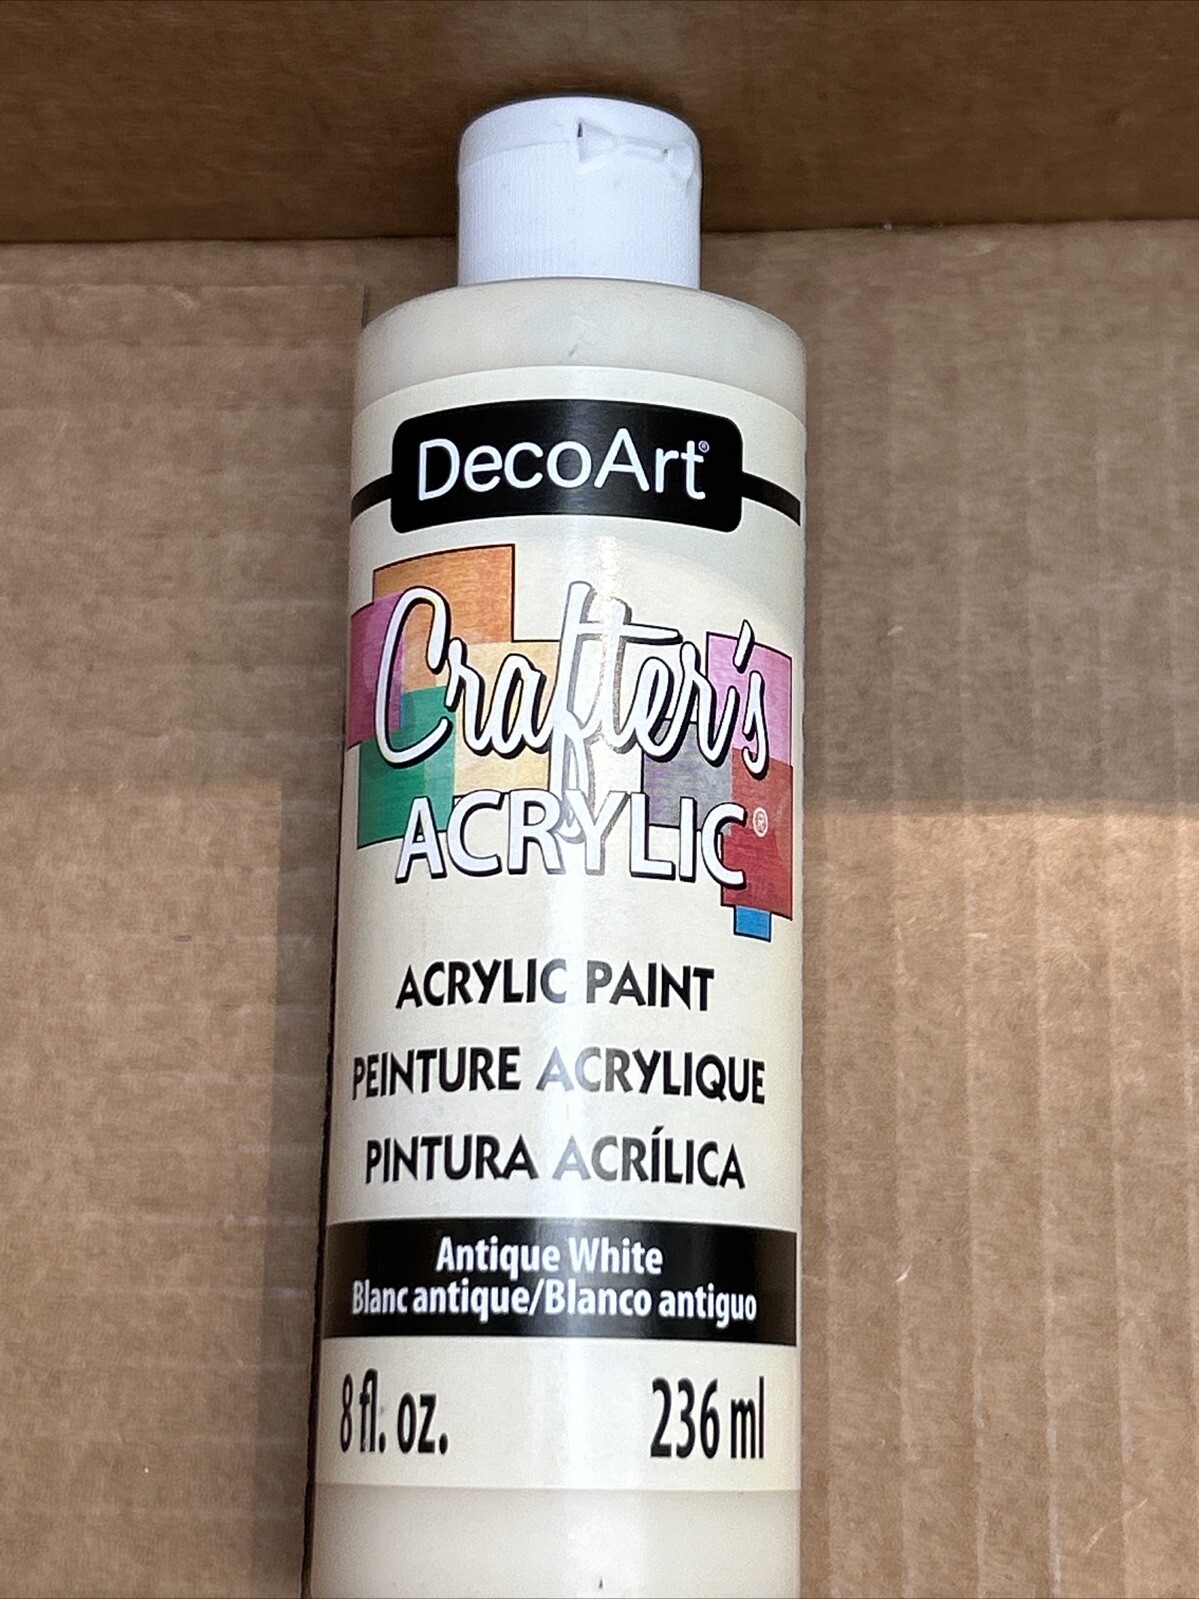 DecoArt®
Crafter's
ACRYLIC®
ACRYLIC PAINT
PEINTURE ACRYLIQUE
PINTURA ACRÍLICA
Antique White
Blanc antique/Blanco antiguo
8 fl. oz. 236 ml